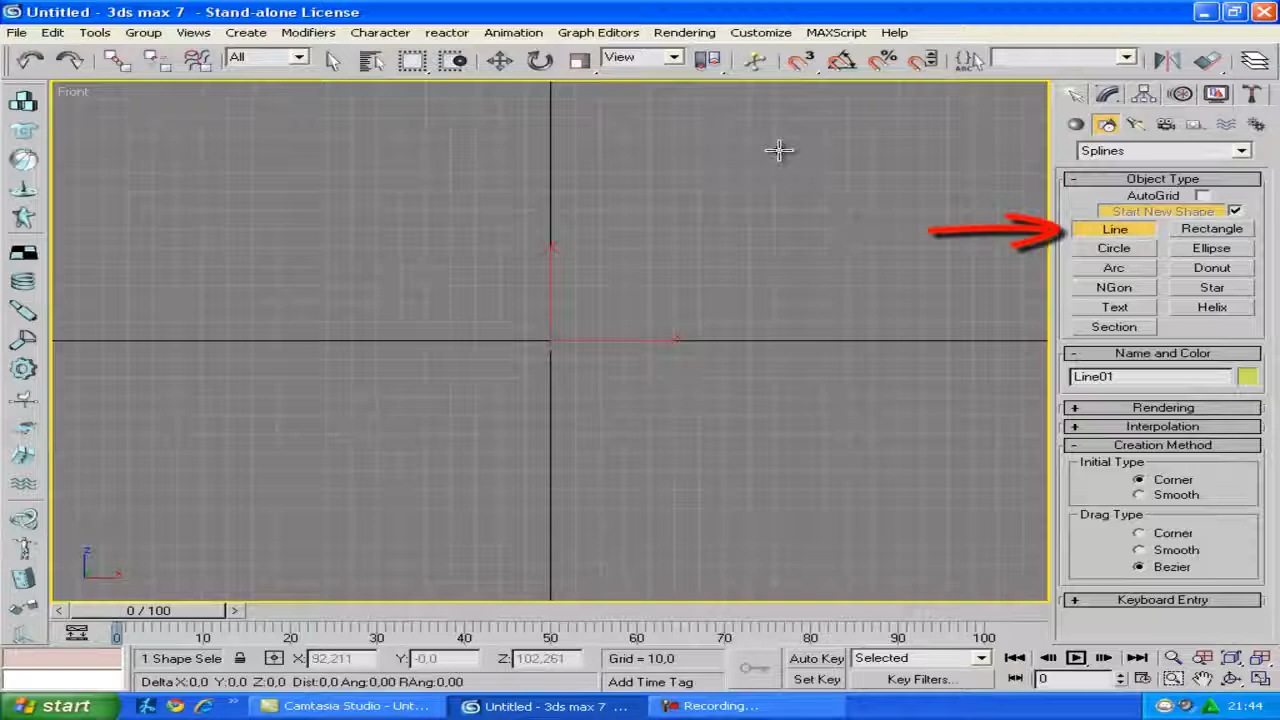 Untitled - 3ds max 7 - Stand-alone License
File Edit Tools Group Views Create Modifiers Character reactor Animation Graph Editors Rendering Customize MAXScript Help
All View
Front
Splines
- Object Type
AutoGrid
Start New Shape
Line Rectangle
Circle Ellipse
Arc Donut
NGon Star
Text Helix
Section
- Name and Color
Line01
+ Rendering
+ Interpolation
- Creation Method
Initial Type
Corner
Smooth
Drag Type
Corner
Smooth
Bezier
+ Keyboard Entry
z
x
< 0 / 100 >
0 10 20 30 40 50 60 70 80 90 100
1 Shape Sele X: 92,211 Y: -0,0 Z: 102,261 Grid = 10,0 Auto Key Selected
Delta X:0,0 Y:0,0 Z:0,0 Dist:0,0 Ang:0,00 RAng:0,00 Add Time Tag Set Key Key Filters... 0
start Camtasia Studio - Unt... Untitled - 3ds max 7 ... Recording... 21:44